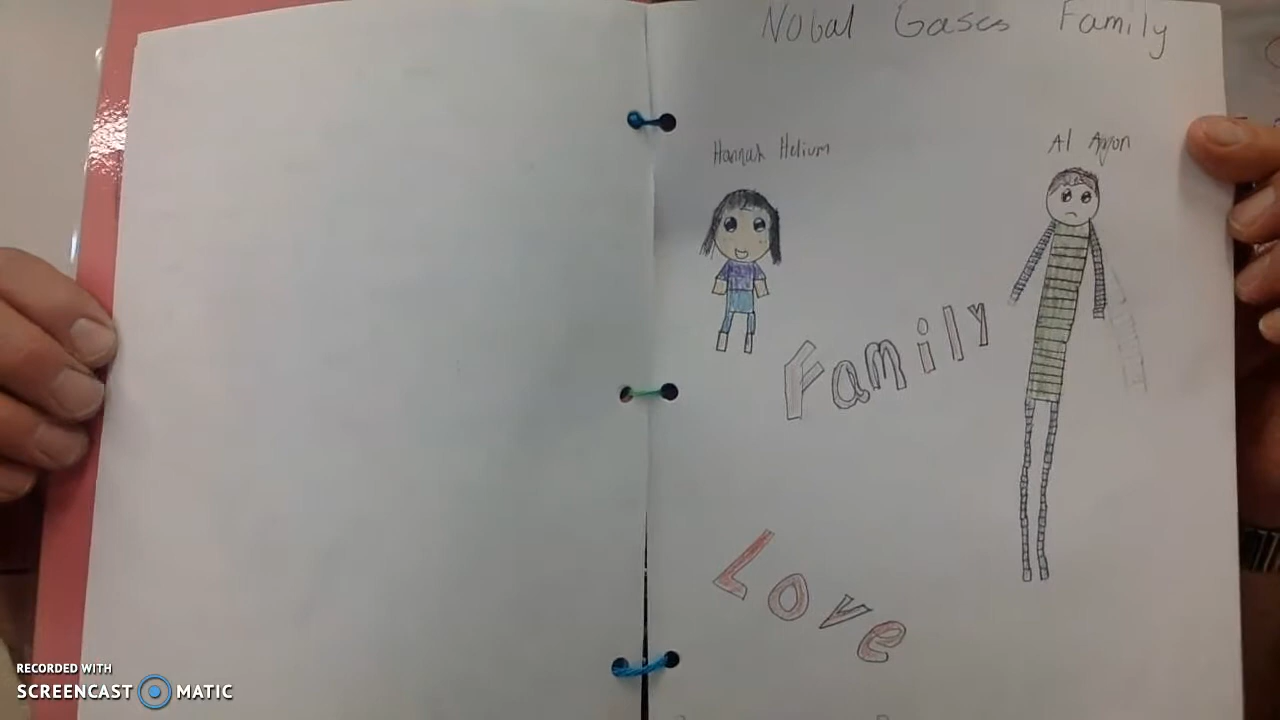 Nobal Gases Family
Hannah Helium
Al Argon
Family
Love
RECORDED WITH
SCREENCAST MATIC